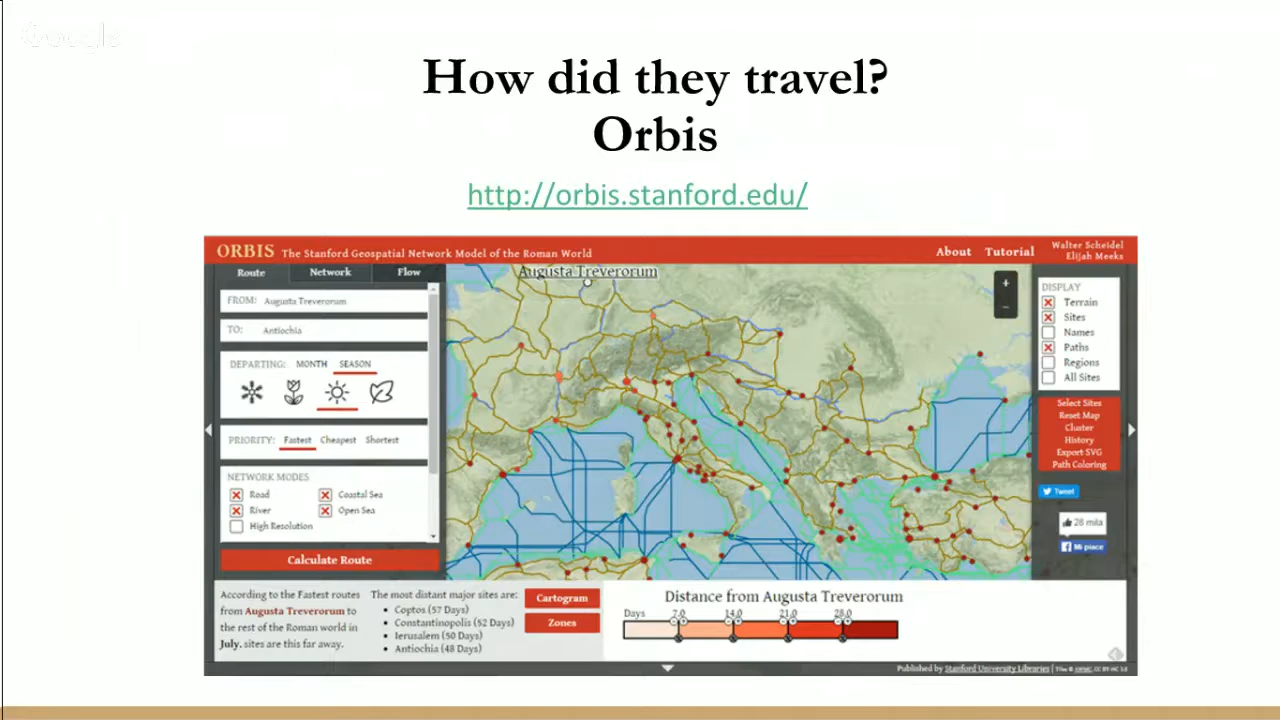 Google
How did they travel?
Orbis
http://orbis.stanford.edu/
ORBIS The Stanford Geospatial Network Model of the Roman World
About Tutorial
Walter Scheidel
Elijah Meeks
Route Network Flow
FROM: Augusta Treverorum
TO: Antiochia
DEPARTING: MONTH SEASON
PRIORITY: Fastest Cheapest Shortest
NETWORK MODES
Road Coastal Sea
River Open Sea
High Resolution
Calculate Route
Augusta Treverorum
+
−
DISPLAY
Terrain
Sites
Names
Paths
Regions
All Sites
Select Sites
Reset Map
Cluster
History
Export SVG
Path Coloring
Tweet
28 mila
Mi piace
According to the Fastest routes
from Augusta Treverorum to
the rest of the Roman world in
July, sites are this far away.
The most distant major sites are:
Coptos (57 Days)
Constantinopolis (52 Days)
Ierusalem (50 Days)
Antiochia (48 Days)
Cartogram
Zones
Distance from Augusta Treverorum
Days 7.0 14.0 21.0 28.0
Published by Stanford University Libraries